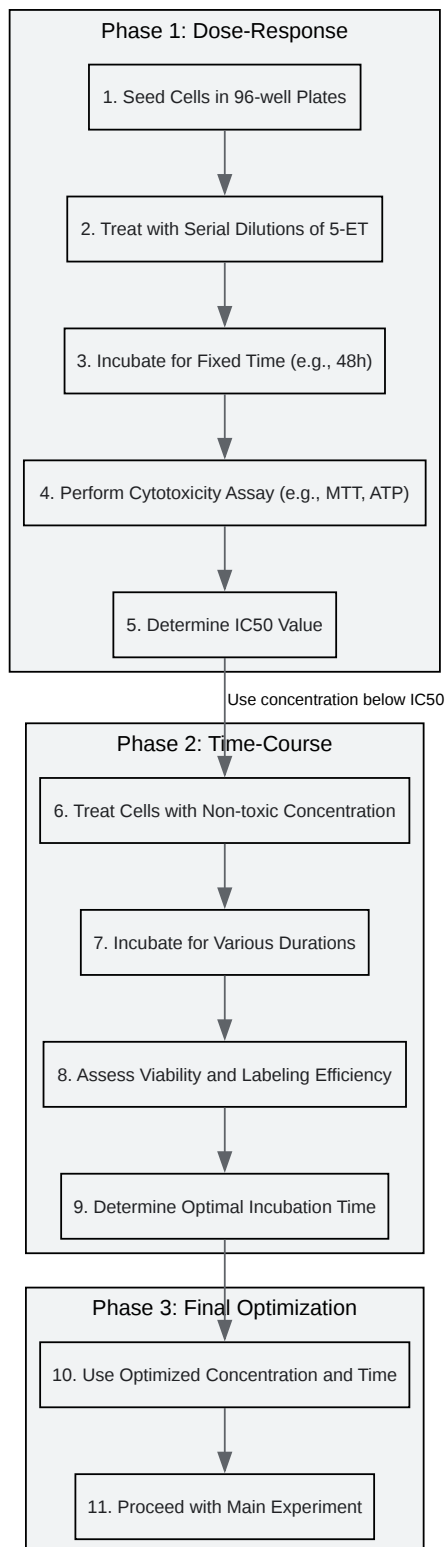 Phase 1: Dose-Response
1. Seed Cells in 96-well Plates
2. Treat with Serial Dilutions of 5-ET
3. Incubate for Fixed Time (e.g., 48h)
4. Perform Cytotoxicity Assay (e.g., MTT, ATP)
5. Determine IC50 Value
Use concentration below IC50
Phase 2: Time-Course
6. Treat Cells with Non-toxic Concentration
7. Incubate for Various Durations
8. Assess Viability and Labeling Efficiency
9. Determine Optimal Incubation Time
Phase 3: Final Optimization
10. Use Optimized Concentration and Time
11. Proceed with Main Experiment